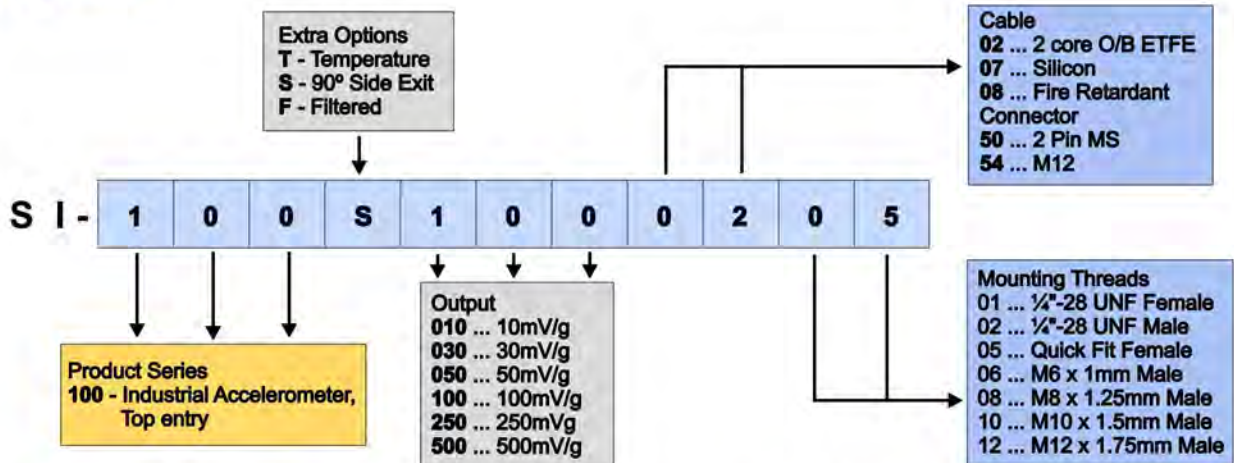 Extra Options
T - Temperature
S - 90º Side Exit
F - Filtered
Cable
02 ... 2 core O/B ETFE
07 ... Silicon
08 ... Fire Retardant
Connector
50 ... 2 Pin MS
54 ... M12
S I - 1 0 0 S 1 0 0 0 2 0 5
Product Series
100 - Industrial Accelerometer,
Top entry
Output
010 ... 10mV/g
030 ... 30mV/g
050 ... 50mV/g
100 ... 100mV/g
250 ... 250mVg
500 ... 500mV/g
Mounting Threads
01 ... ¼"-28 UNF Female
02 ... ¼"-28 UNF Male
05 ... Quick Fit Female
06 ... M6 x 1mm Male
08 ... M8 x 1.25mm Male
10 ... M10 x 1.5mm Male
12 ... M12 x 1.75mm Male